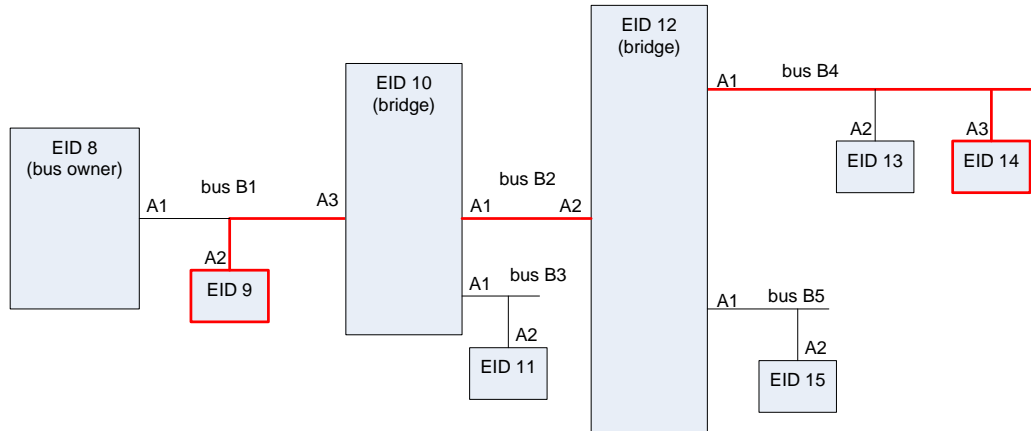 EID 8
(bus owner)
A1
bus B1
A2
EID 9
A3
EID 10
(bridge)
A1
bus B2
A2
A1
bus B3
A2
EID 11
EID 12
(bridge)
A1
bus B4
A2
EID 13
A3
EID 14
A1
bus B5
A2
EID 15